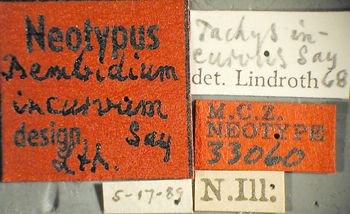 Neotypus
Bembidium
incurvum
design. Say
Lth.
Tachys in-
curvus Say
det. Lindroth 68
M.C.Z.
NEOTYPE
33060
5-17-89
N.Ill: